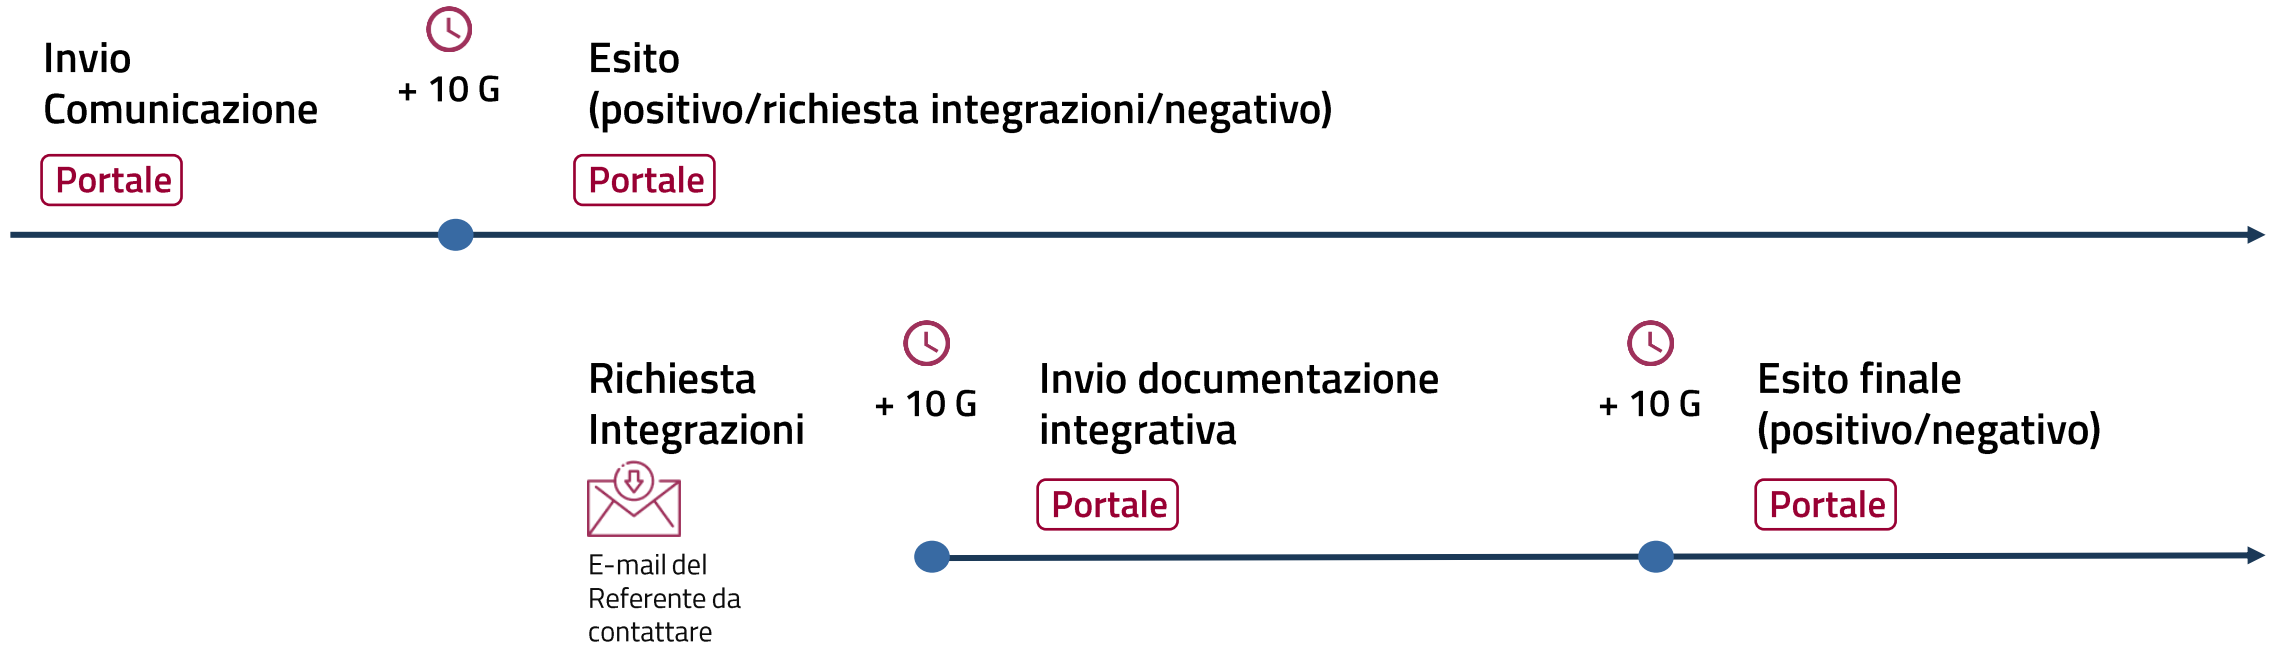 Invio
Comunicazione
+ 10 G
Esito
(positivo/richiesta integrazioni/negativo)
Portale
Portale
Richiesta
Integrazioni
+ 10 G
Invio documentazione
integrativa
+ 10 G
Esito finale
(positivo/negativo)
Portale
Portale
E-mail del
Referente da
contattare